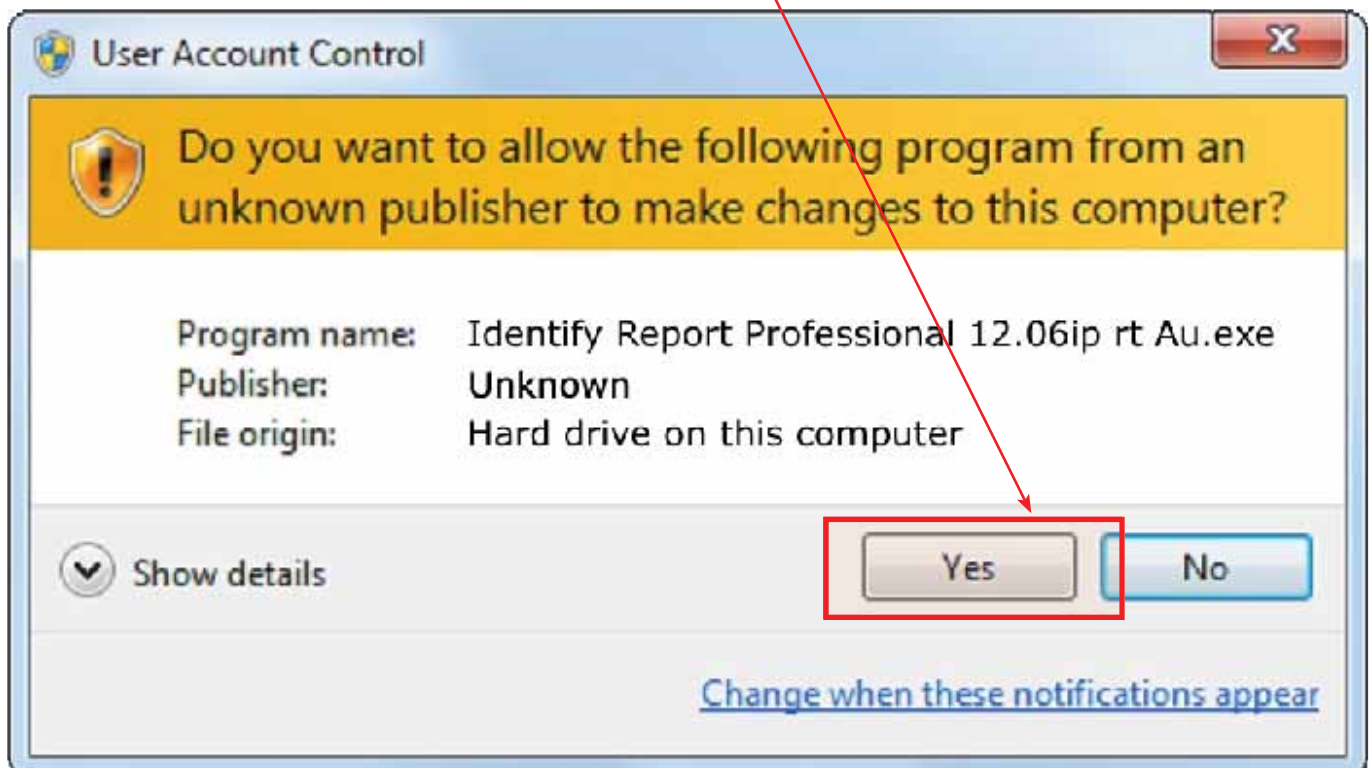 User Account Control
Do you want to allow the following program from an
unknown publisher to make changes to this computer?
Program name: Identify Report Professional 12.06ip rt Au.exe
Publisher: Unknown
File origin: Hard drive on this computer
Show details
Yes
No
Change when these notifications appear